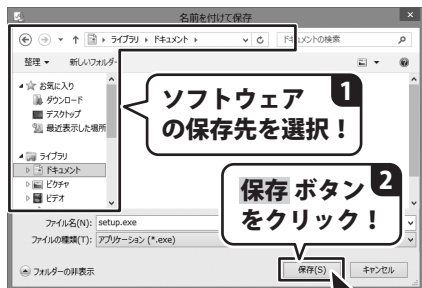 名前を付けて保存
ライブラリ ▸ ドキュメント ▸
ドキュメントの検索
整理 ▼ 新しいフォルダー
お気に入り
ダウンロード
デスクトップ
最近表示した場所
ライブラリ
ドキュメント
ピクチャ
ビデオ
1
ソフトウェア
の保存先を選択！
2
保存 ボタン
をクリック！
ファイル名(N): setup.exe
ファイルの種類(T): アプリケーション (*.exe)
フォルダーの非表示
保存(S)
キャンセル